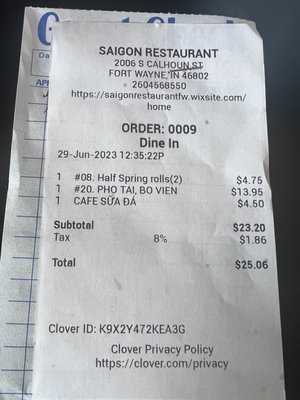 SAIGON RESTAURANT
2006 S CALHOUN ST
FORT WAYNE, IN 46802
2604568550
https://saigonrestaurantfw.wixsite.com/
home
ORDER: 0009
Dine In
29-Jun-2023 12:35:22P
1 #08. Half Spring rolls(2) $4.75
1 #20. PHO TAI, BO VIEN $13.95
1 CAFE SỮA ĐÁ $4.50
Subtotal $23.20
Tax 8% $1.86
Total $25.06
Clover ID: K9X2Y472KEA3G
Clover Privacy Policy
https://clover.com/privacy